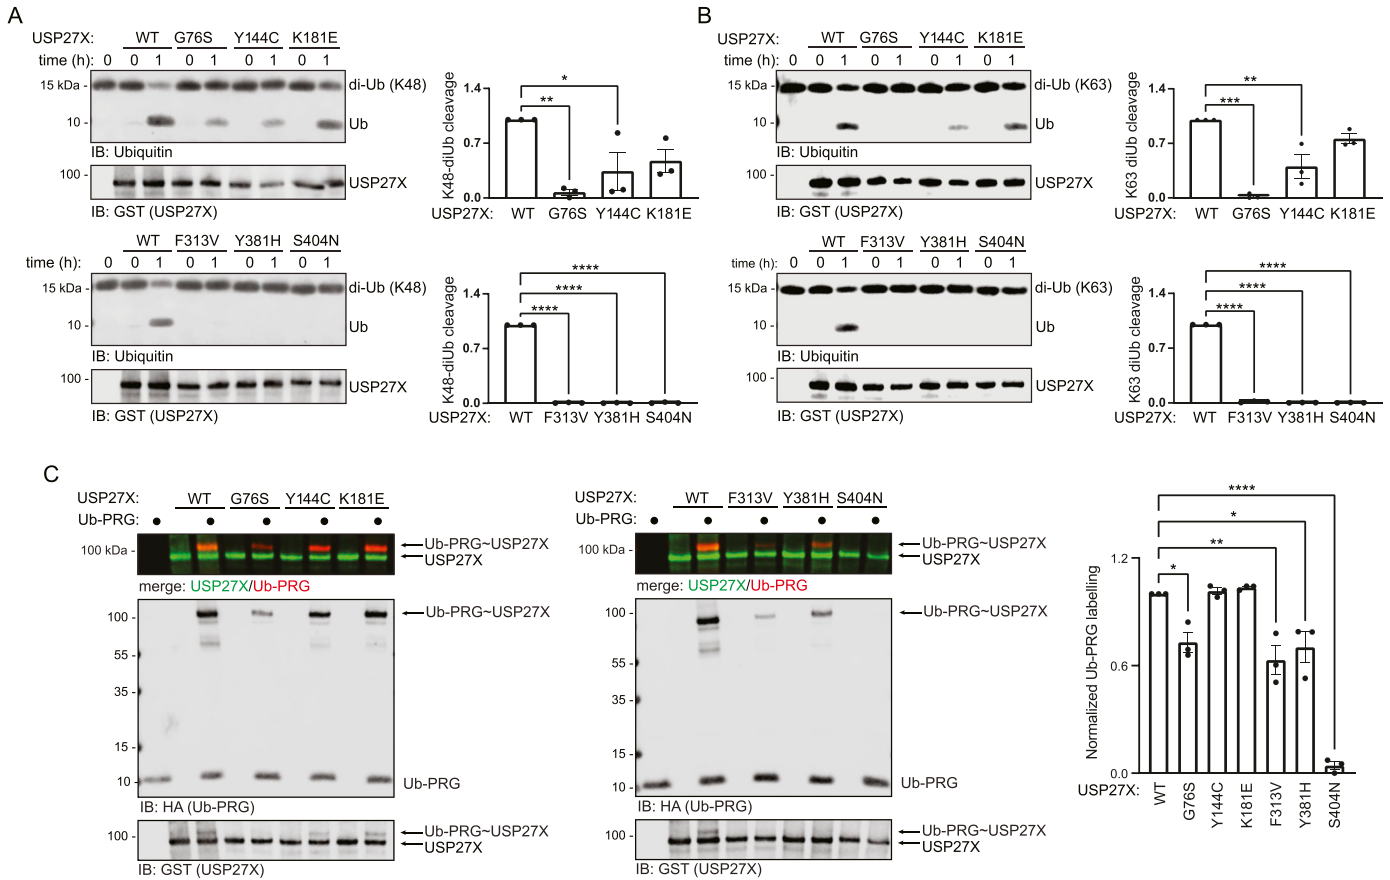 A
USP27X: WT G76S Y144C K181E
time (h): 0 0 1 0 1 0 1 0 1
15 kDa - di-Ub (K48)
10 - Ub
IB: Ubiquitin
100 - USP27X
IB: GST (USP27X)
K48-diUb cleavage
1.4
0.7
0.0
* **
USP27X: WT G76S Y144C K181E
WT F313V Y381H S404N
time (h): 0 0 1 0 1 0 1 0 1
15 kDa - di-Ub (K48)
10 - Ub
IB: Ubiquitin
100 - USP27X
IB: GST (USP27X)
K48-diUb cleavage
1.4
0.7
0.0
****
****
****
USP27X: WT F313V Y381H S404N
B
USP27X: WT G76S Y144C K181E
time (h): 0 0 1 0 1 0 1 0 1
15 kDa - di-Ub (K63)
10 - Ub
IB: Ubiquitin
100 - USP27X
IB: GST (USP27X)
K63 diUb cleavage
1.4
0.7
0.0
**
***
USP27X: WT G76S Y144C K181E
WT F313V Y381H S404N
time (h): 0 0 1 0 1 0 1 0 1
15 kDa - di-Ub (K63)
10 - Ub
IB: Ubiquitin
100 - USP27X
IB: GST (USP27X)
K63 diUb cleavage
1.4
0.7
0.0
****
****
****
USP27X: WT F313V Y381H S404N
C
USP27X: WT G76S Y144C K181E
Ub-PRG:
100 kDa - Ub-PRG~USP27X
USP27X
merge: USP27X/Ub-PRG
100 - Ub-PRG~USP27X
55 -
35 -
15 -
10 - Ub-PRG
IB: HA (Ub-PRG)
100 - Ub-PRG~USP27X
USP27X
IB: GST (USP27X)
USP27X: WT F313V Y381H S404N
Ub-PRG:
100 kDa - Ub-PRG~USP27X
USP27X
merge: USP27X/Ub-PRG
100 - Ub-PRG~USP27X
55 -
35 -
15 -
10 - Ub-PRG
IB: HA (Ub-PRG)
100 - Ub-PRG~USP27X
USP27X
IB: GST (USP27X)
Normalized Ub-PRG labelling
1.2
0.6
0.0
****
*
**
*
USP27X: WT G76S Y144C K181E F313V Y381H S404N